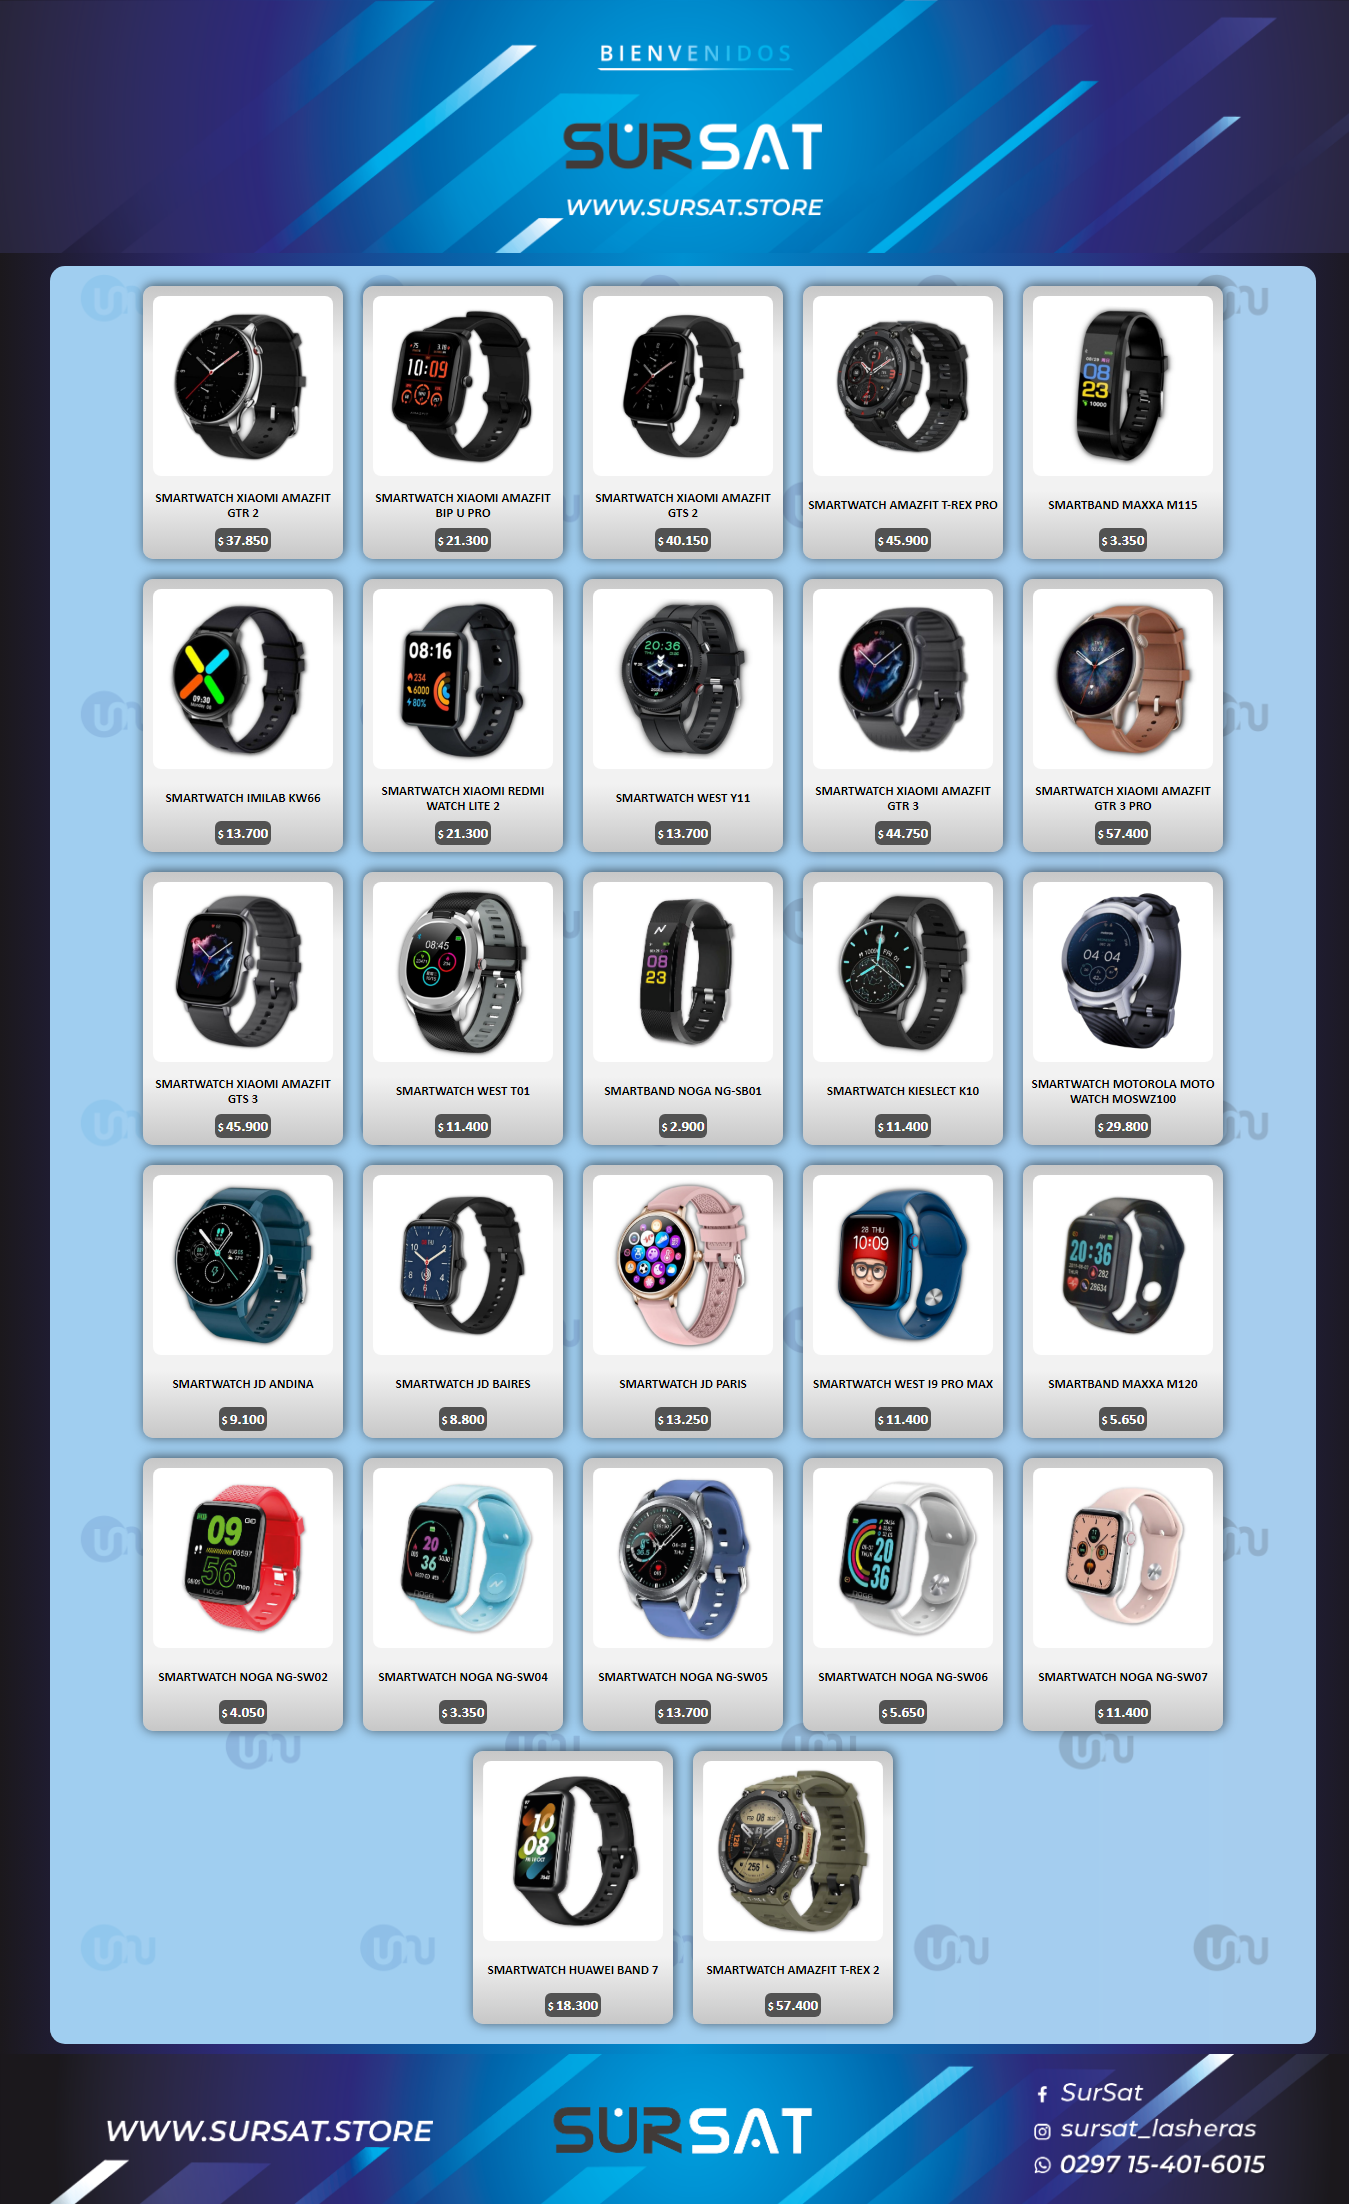 BIENVENIDOS
SURSAT
WWW.SURSAT.STORE
SMARTWATCH XIAOMI AMAZFIT
GTR 2
$ 37.850
SMARTWATCH XIAOMI AMAZFIT
BIP U PRO
$ 21.300
SMARTWATCH XIAOMI AMAZFIT
GTS 2
$ 40.150
SMARTWATCH AMAZFIT T-REX PRO
$ 45.900
SMARTBAND MAXXA M115
$ 3.350
SMARTWATCH IMILAB KW66
$ 13.700
SMARTWATCH XIAOMI REDMI
WATCH LITE 2
$ 21.300
SMARTWATCH WEST Y11
$ 13.700
SMARTWATCH XIAOMI AMAZFIT
GTR 3
$ 44.750
SMARTWATCH XIAOMI AMAZFIT
GTR 3 PRO
$ 57.400
SMARTWATCH XIAOMI AMAZFIT
GTS 3
$ 45.900
SMARTWATCH WEST T01
$ 11.400
SMARTBAND NOGA NG-SB01
$ 2.900
SMARTWATCH KIESLECT K10
$ 11.400
SMARTWATCH MOTOROLA MOTO
WATCH MOSWZ100
$ 29.800
SMARTWATCH JD ANDINA
$ 9.100
SMARTWATCH JD BAIRES
$ 8.800
SMARTWATCH JD PARIS
$ 13.250
SMARTWATCH WEST I9 PRO MAX
$ 11.400
SMARTBAND MAXXA M120
$ 5.650
SMARTWATCH NOGA NG-SW02
$ 4.050
SMARTWATCH NOGA NG-SW04
$ 3.350
SMARTWATCH NOGA NG-SW05
$ 13.700
SMARTWATCH NOGA NG-SW06
$ 5.650
SMARTWATCH NOGA NG-SW07
$ 11.400
SMARTWATCH HUAWEI BAND 7
$ 18.300
SMARTWATCH AMAZFIT T-REX 2
$ 57.400
WWW.SURSAT.STORE
SURSAT
SurSat
sursat_lasheras
0297 15-401-6015